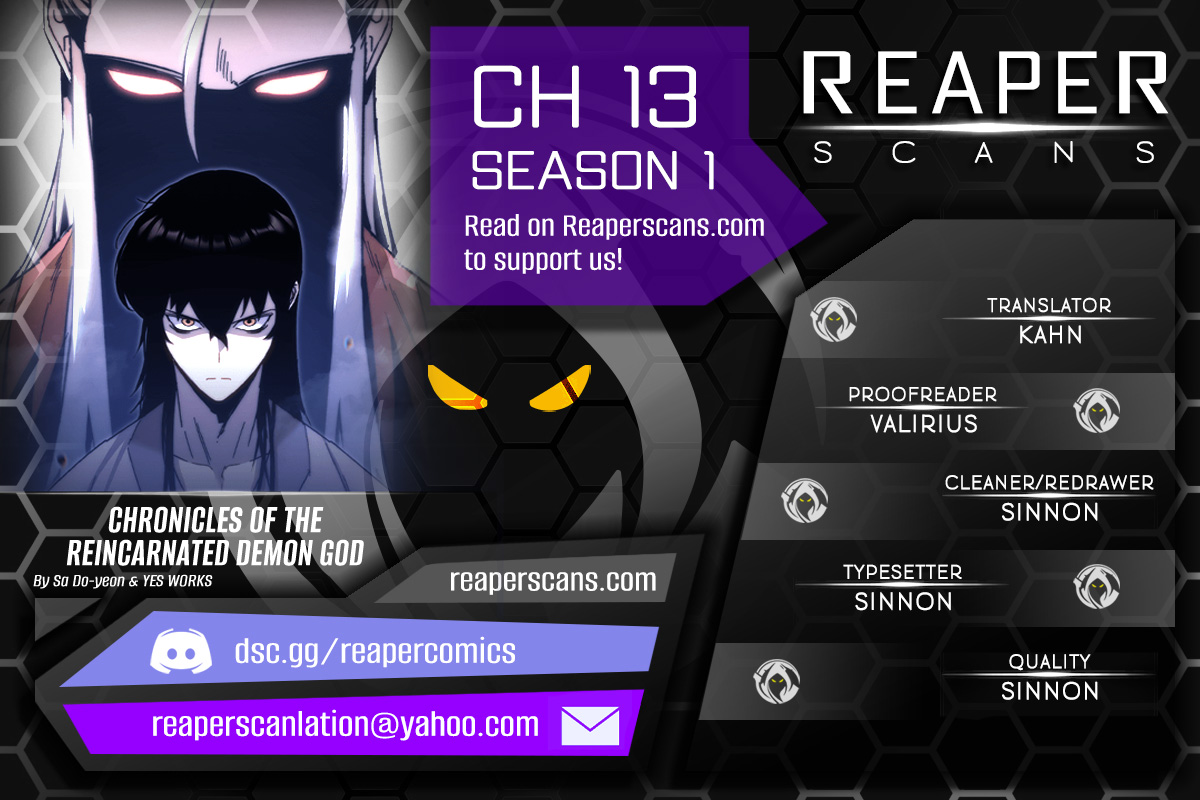 CH 13
SEASON 1
Read on Reaperscans.com
to support us!
REAPER
SCANS
TRANSLATOR
KAHN
PROOFREADER
VALIRIUS
CLEANER/REDRAWER
SINNON
TYPESETTER
SINNON
QUALITY
SINNON
CHRONICLES OF THE
REINCARNATED DEMON GOD
By Sa Do-yeon & YES WORKS
reaperscans.com
dsc.gg/reapercomics
reaperscanlation@yahoo.com